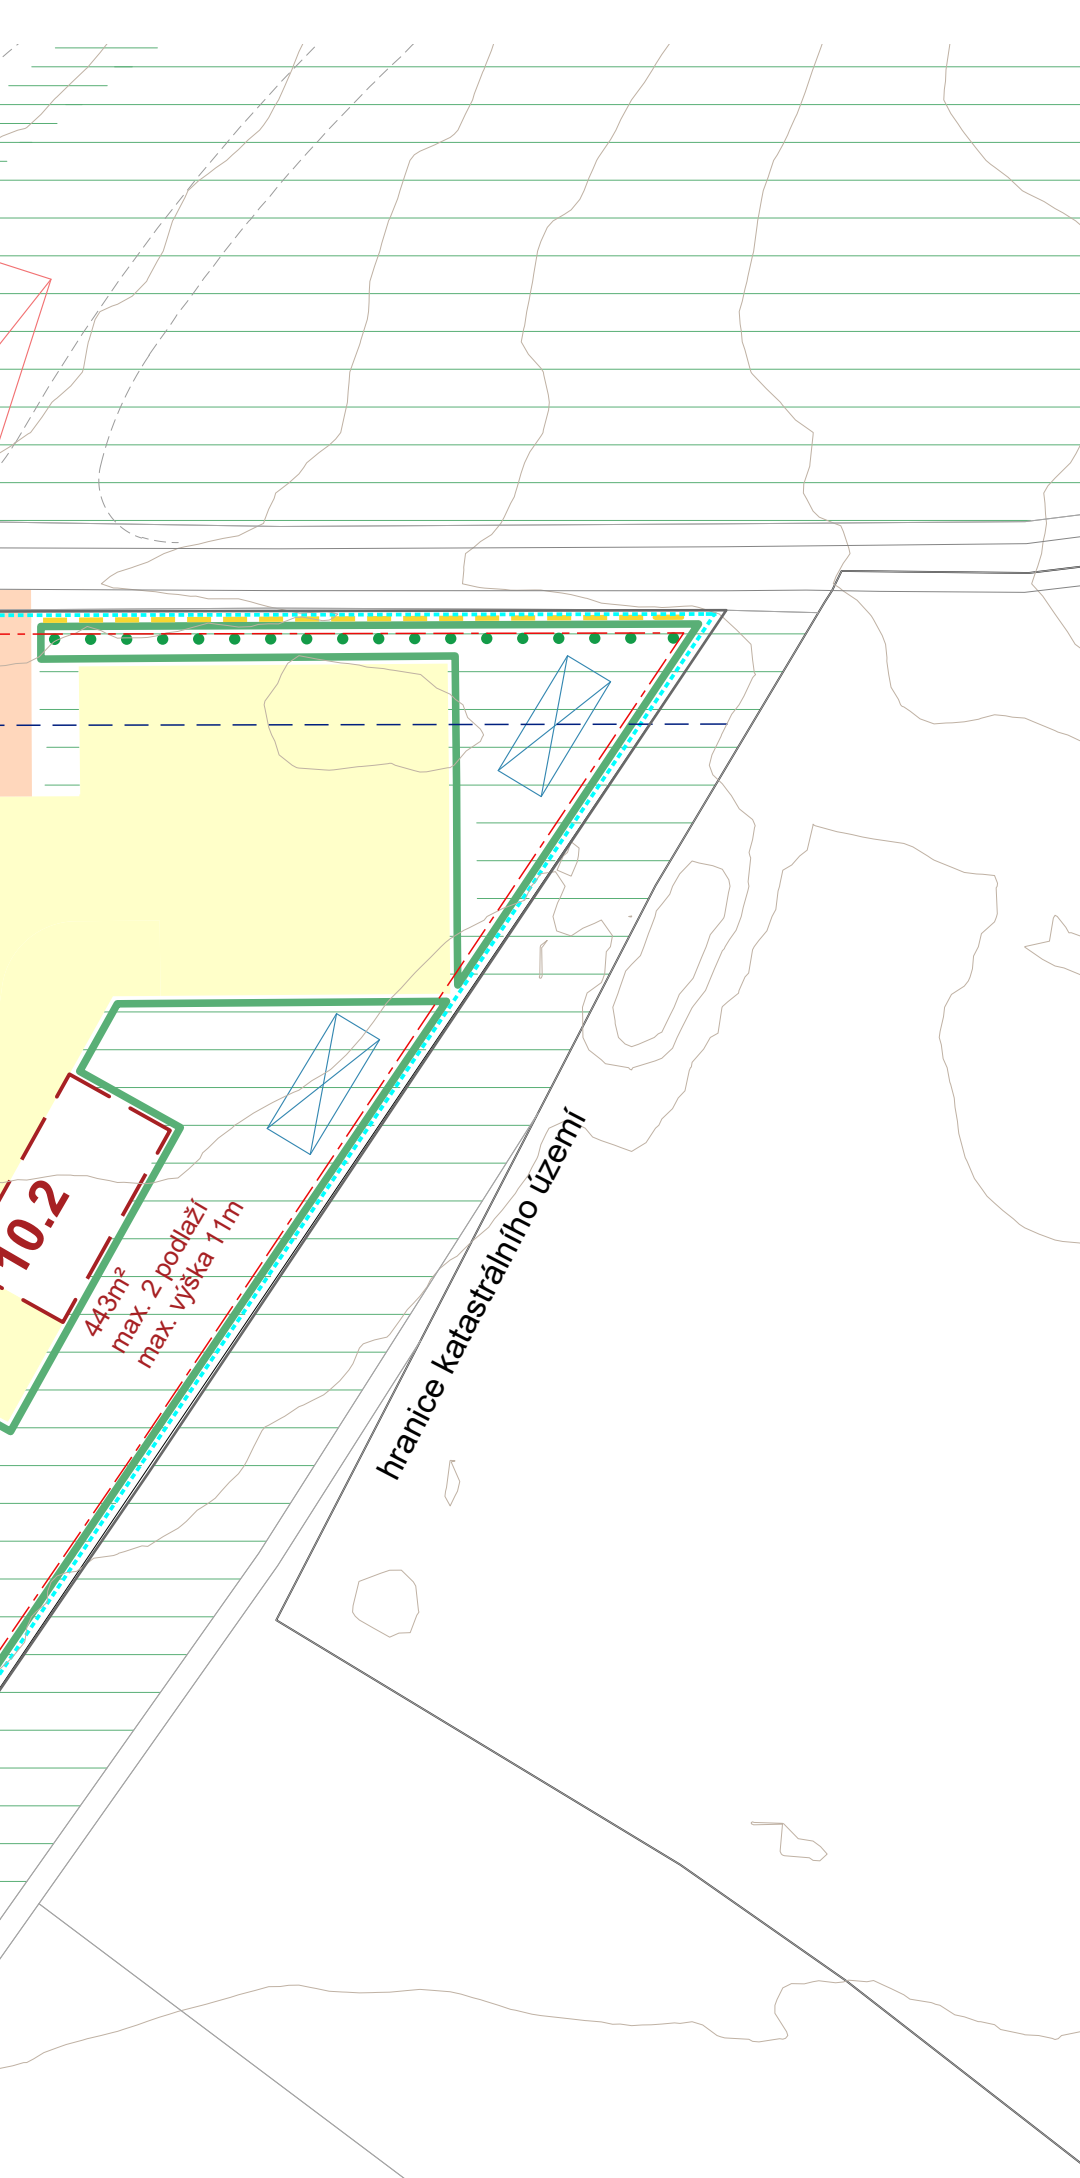 10.2
443m²
max. 2 podlaží
max. výška 11m
hranice katastrálního území